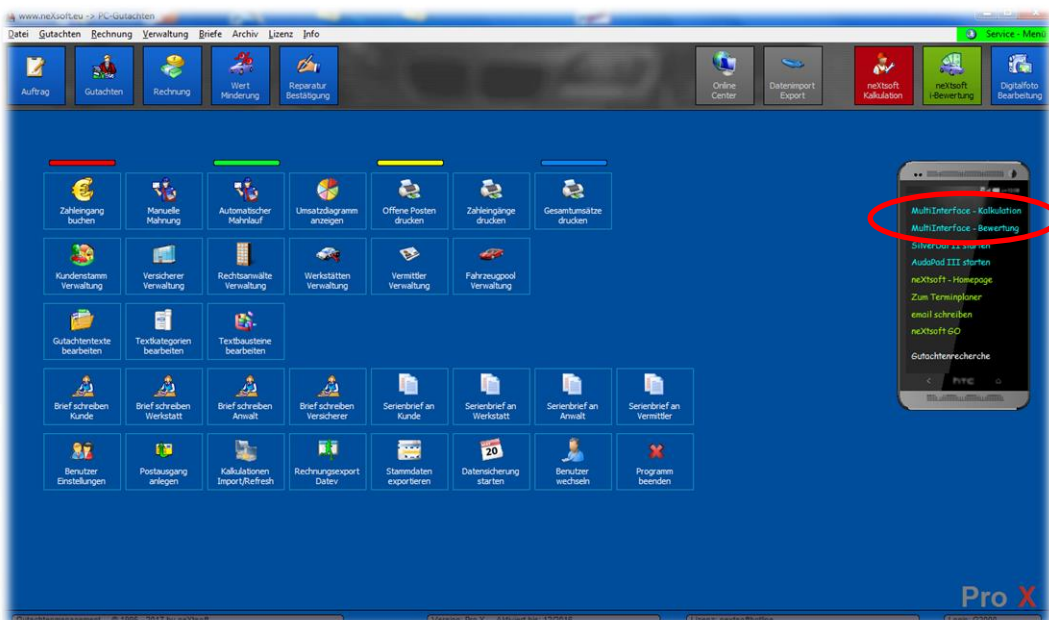 www.neXsoft.eu -> PC-Gutachten
Datei Gutachten Rechnung Verwaltung Briefe Archiv Lizenz Info
Service - Menü
Auftrag
Gutachten
Rechnung
Wert
Minderung
Reparatur
Bestätigung
Online
Center
Datenimport
Export
neXtsoft
Kalkulation
neXtsoft
i-Bewertung
Digitalfoto
Bearbeitung
Zahleingang
buchen
Manuelle
Mahnung
Automatischer
Mahnlauf
Umsatzdiagramm
anzeigen
Offene Posten
drucken
Zahleingänge
drucken
Gesamtumsätze
drucken
Kundenstamm
Verwaltung
Versicherer
Verwaltung
Rechtsanwälte
Verwaltung
Werkstätten
Verwaltung
Vermittler
Verwaltung
Fahrzeugpool
Verwaltung
Gutachtentexte
bearbeiten
Textkategorien
bearbeiten
Textbausteine
bearbeiten
Brief schreiben
Kunde
Brief schreiben
Werkstatt
Brief schreiben
Anwalt
Brief schreiben
Versicherer
Serienbrief an
Kunde
Serienbrief an
Werkstatt
Serienbrief an
Anwalt
Serienbrief an
Vermittler
Benutzer
Einstellungen
Postausgang
anlegen
Kalkulationen
Import/Refresh
Rechnungsexport
Datev
Stammdaten
exportieren
20
Datensicherung
starten
Benutzer
wechseln
Programm
beenden
MultiInterface - Kalkulation
MultiInterface - Bewertung
SilverDat II starten
AudaPad III starten
neXtsoft - Homepage
Zum Terminplaner
email schreiben
neXtsoft GO
Gutachtenrecherche
hTC
Pro X